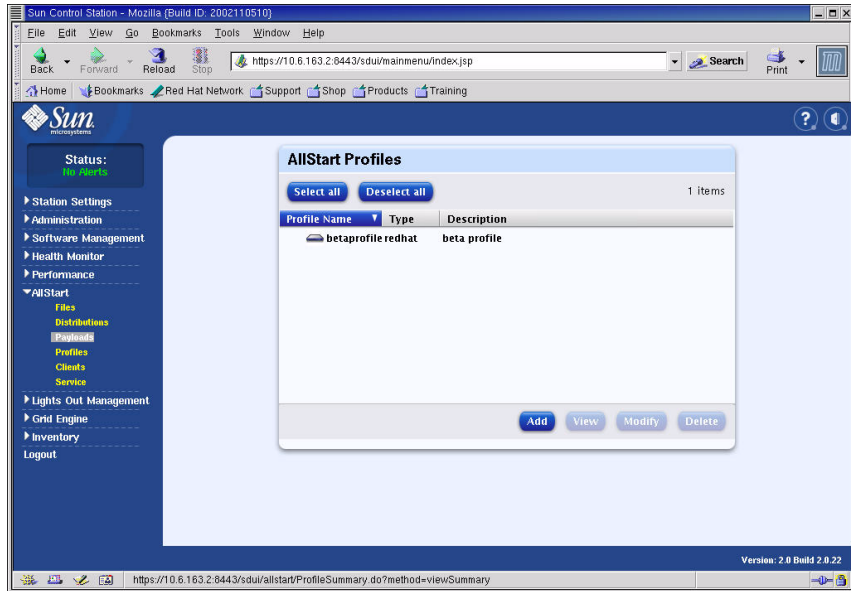 Sun Control Station - Mozilla {Build ID: 2002110510}
File Edit View Go Bookmarks Tools Window Help
Back Forward Reload Stop https://10.6.163.2:8443/sdui/mainmenu/index.jsp Search Print
Home Bookmarks Red Hat Network Support Shop Products Training
Sun
microsystems
?
Status:
No Alerts
Station Settings
Administration
Software Management
Health Monitor
Performance
AllStart
Files
Distributions
Payloads
Profiles
Clients
Service
Lights Out Management
Grid Engine
Inventory
Logout
AllStart Profiles
Select all Deselect all 1 items
Profile Name Type Description
betaprofile redhat beta profile
Add View Modify Delete
Version: 2.0 Build 2.0.22
https://10.6.163.2:8443/sdui/allstart/ProfileSummary.do?method=viewSummary